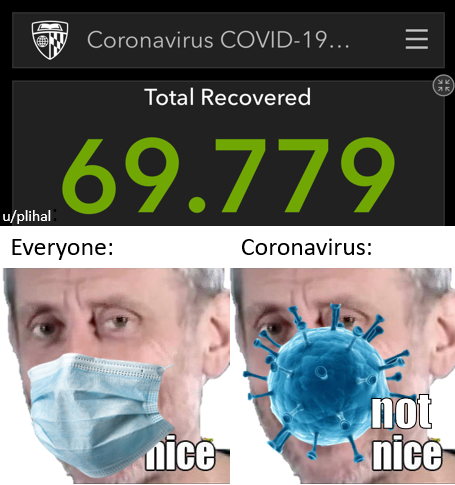 Coronavirus COVID-19...
Total Recovered
69.779
u/plihal
Everyone:
Coronavirus:
nice
not
nice